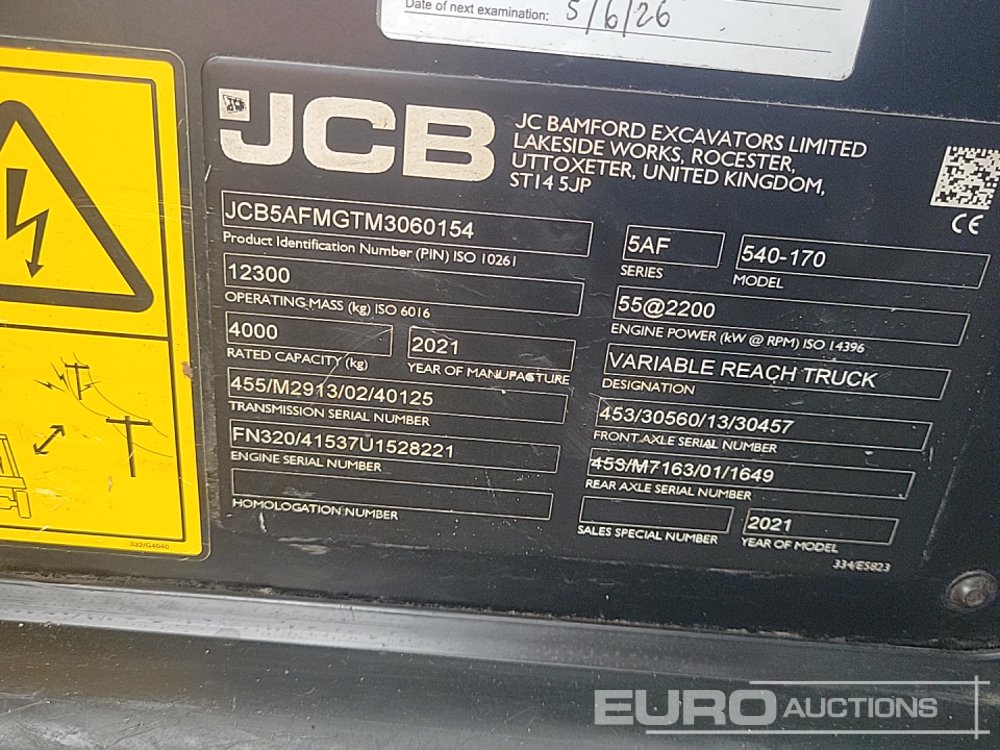 Date of next examination: 5/6/26
JCB
JC BAMFORD EXCAVATORS LIMITED
LAKESIDE WORKS, ROCESTER,
UTTOXETER, UNITED KINGDOM,
ST14 5JP
CE
JCB5AFMGTM3060154
Product Identification Number (PIN) ISO 10261
5AF
SERIES
540-170
MODEL
12300
OPERATING-MASS (kg) ISO 6016
55@2200
ENGINE POWER (kW @ RPM) ISO 14396
4000
RATED CAPACITY (kg)
2021
YEAR OF MANUFACTURE
VARIABLE REACH TRUCK
DESIGNATION
455/M2913/02/40125
TRANSMISSION SERIAL NUMBER
453/30560/13/30457
FRONT AXLE SERIAL NUMBER
FN320/41537U1528221
ENGINE SERIAL NUMBER
453/M7163/01/1649
REAR AXLE SERIAL NUMBER
HOMOLOGATION NUMBER
SALES SPECIAL NUMBER
2021
YEAR OF MODEL
334/E5823
332/G4640
EURO AUCTIONS